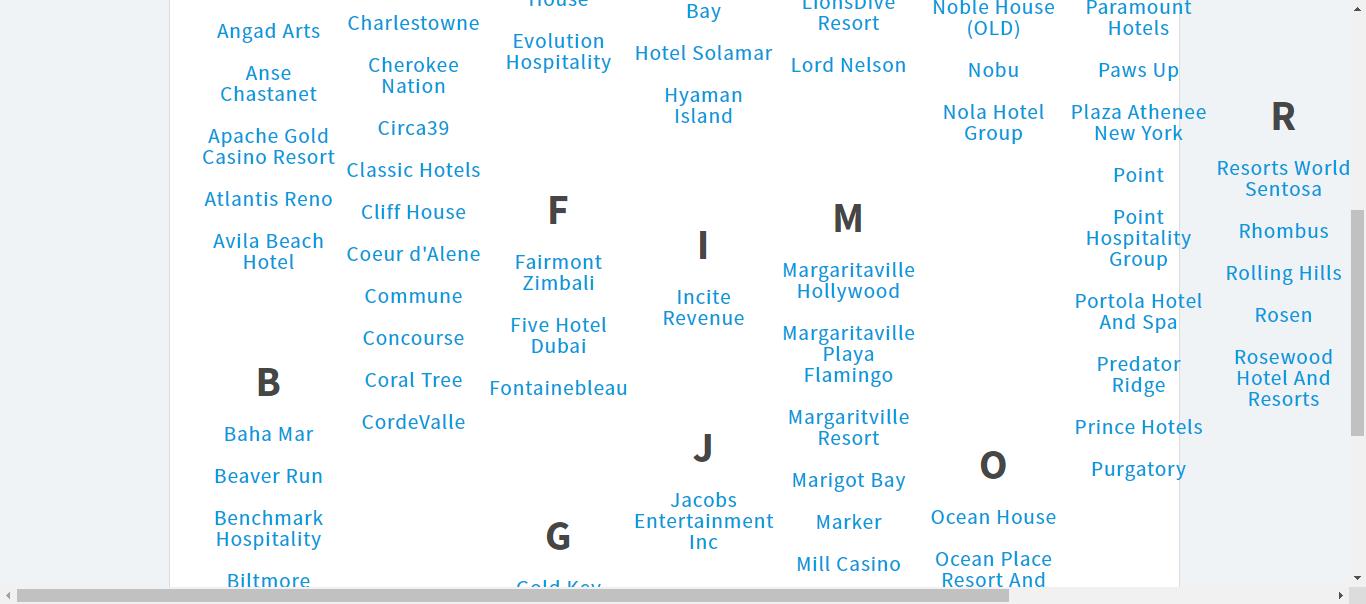 Angad Arts
Anse
Chastanet
Apache Gold
Casino Resort
Atlantis Reno
Avila Beach
Hotel
B
Baha Mar
Beaver Run
Benchmark
Hospitality
Biltmore
Charlestowne
Cherokee
Nation
Circa39
Classic Hotels
Cliff House
Coeur d'Alene
Commune
Concourse
Coral Tree
CordeValle
House
Evolution
Hospitality
F
Fairmont
Zimbali
Five Hotel
Dubai
Fontainebleau
G
Gold Key
Bay
Hotel Solamar
Hyaman
Island
I
Incite
Revenue
J
Jacobs
Entertainment
Inc
LionsDive
Resort
Lord Nelson
M
Margaritaville
Hollywood
Margaritaville
Playa
Flamingo
Margaritville
Resort
Marigot Bay
Marker
Mill Casino
Noble House
(OLD)
Nobu
Nola Hotel
Group
O
Ocean House
Ocean Place
Resort And
Paramount
Hotels
Paws Up
Plaza Athenee
New York
Point
Point
Hospitality
Group
Portola Hotel
And Spa
Predator
Ridge
Prince Hotels
Purgatory
R
Resorts World
Sentosa
Rhombus
Rolling Hills
Rosen
Rosewood
Hotel And
Resorts